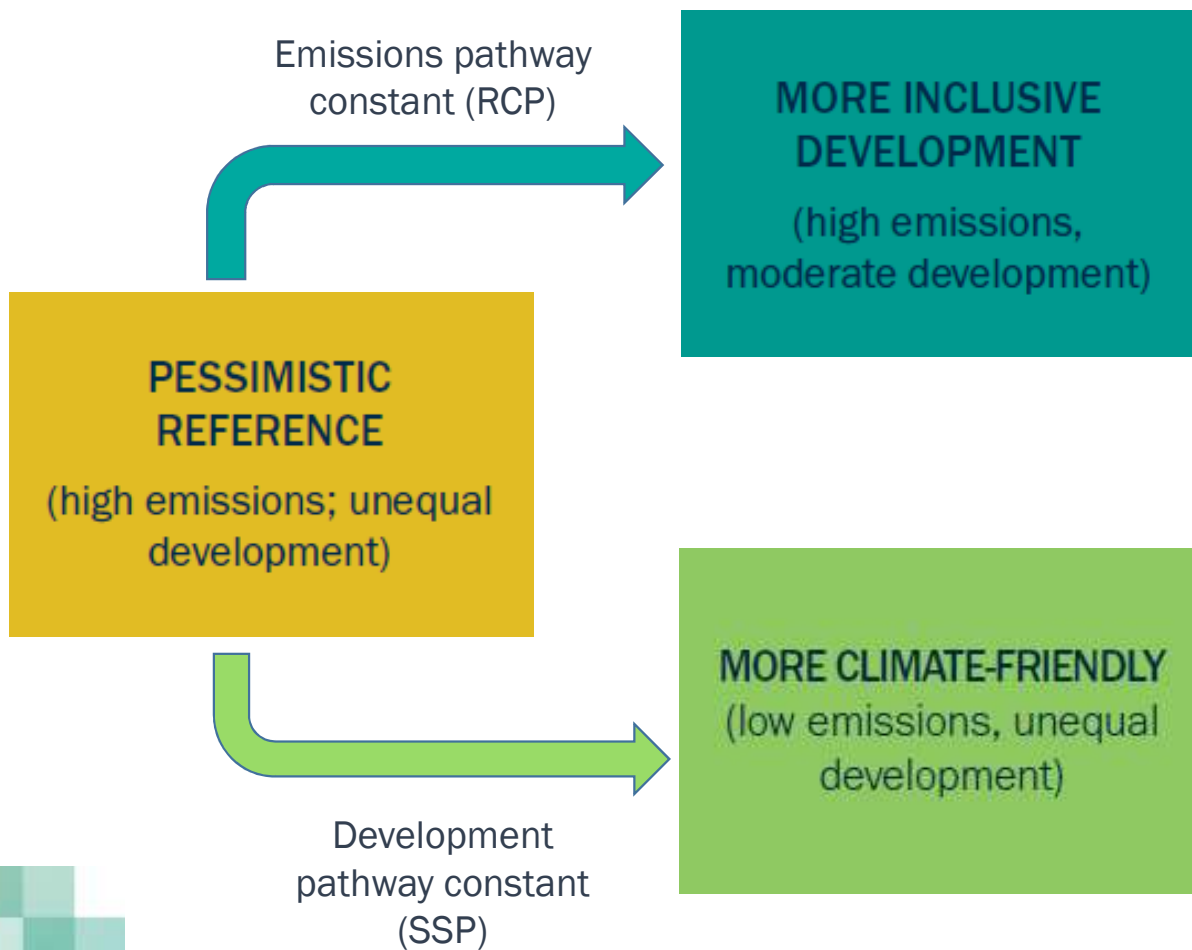 Emissions pathway
constant (RCP)
MORE INCLUSIVE
DEVELOPMENT
(high emissions,
moderate development)
PESSIMISTIC
REFERENCE
(high emissions; unequal
development)
MORE CLIMATE-FRIENDLY
(low emissions, unequal
development)
Development
pathway constant
(SSP)